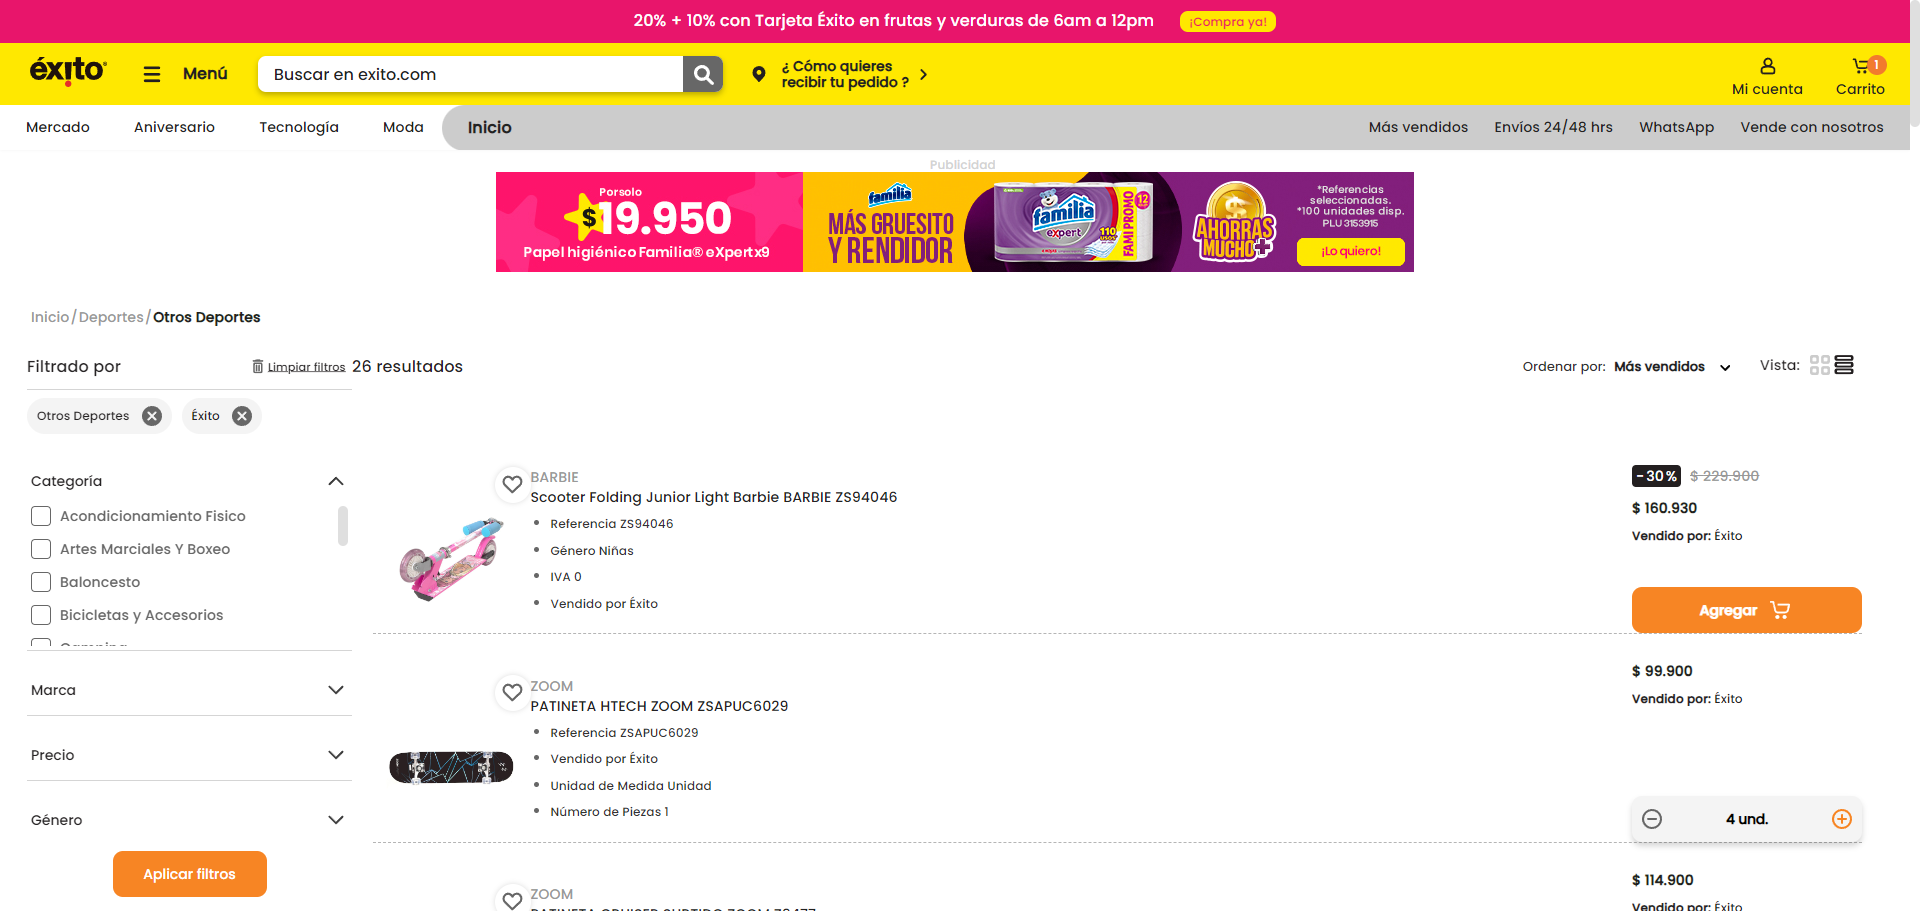 20% + 10% con Tarjeta Éxito en frutas y verduras de 6am a 12pm
¡Compra ya!
éxito
Menú
Buscar en exito.com
¿ Cómo quieres
recibir tu pedido ?
Mi cuenta
1
Carrito
Mercado
Aniversario
Tecnología
Moda
Inicio
Más vendidos
Envíos 24/48 hrs
WhatsApp
Vende con nosotros
Publicidad
Porsolo
$19.950
Papel higiénico Familia® eXpertx9
familia
MÁS GRUESITO
Y RENDIDOR
familia
expert
110
FAMI PROMO
12
AHORRAS
MUCHO+
*Referencias
seleccionadas.
*100 unidades disp.
PLU 3153915
¡Lo quiero!
Inicio/Deportes/Otros Deportes
Filtrado por
Limpiar filtros
26 resultados
Ordenar por: Más vendidos
Vista:
Otros Deportes
Éxito
Categoría
Acondicionamiento Fisico
Artes Marciales Y Boxeo
Baloncesto
Bicicletas y Accesorios
Marca
Precio
Género
Aplicar filtros
BARBIE
Scooter Folding Junior Light Barbie BARBIE ZS94046
Referencia ZS94046
Género Niñas
IVA 0
Vendido por Éxito
-30% $ 229.900
$ 160.930
Vendido por: Éxito
Agregar
ZOOM
PATINETA HTECH ZOOM ZSAPUC6029
Referencia ZSAPUC6029
Vendido por Éxito
Unidad de Medida Unidad
Número de Piezas 1
$ 99.900
Vendido por: Éxito
4 und.
ZOOM
PATINETA CRUISER SURTIDO ZOOM
$ 114.900
Vendido por: Éxito